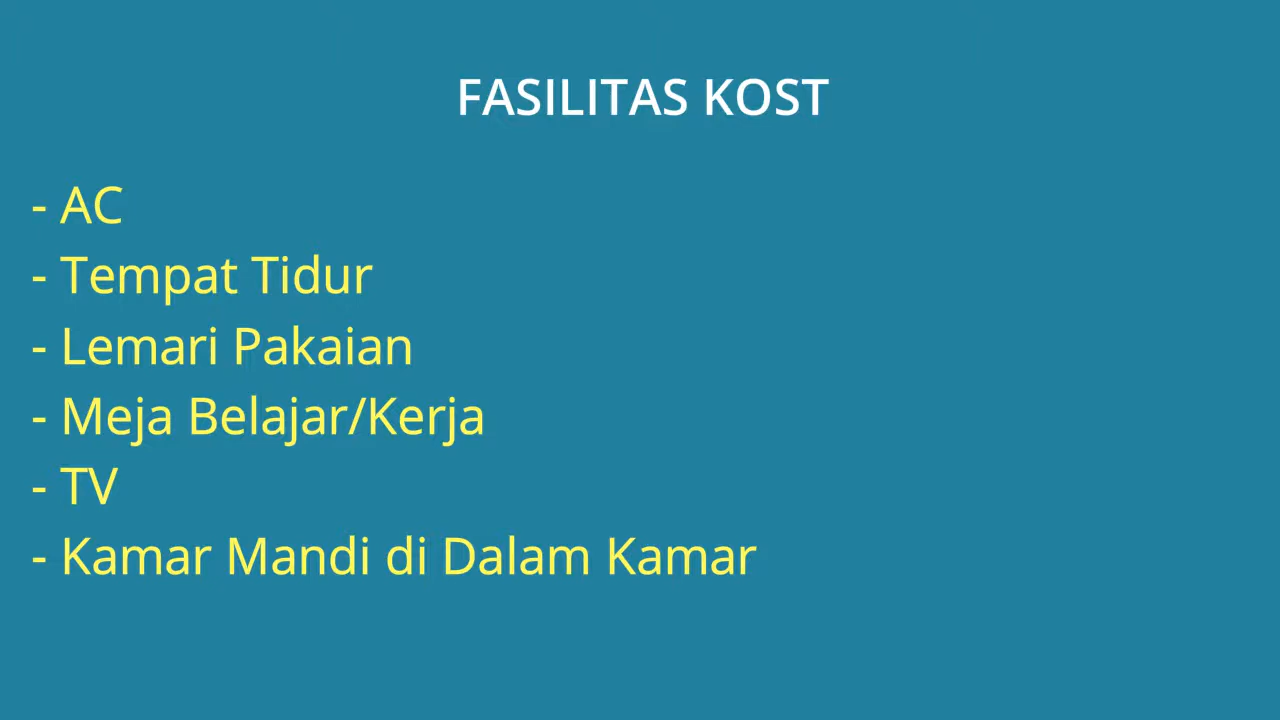 FASILITAS KOST
- AC
- Tempat Tidur
- Lemari Pakaian
- Meja Belajar/Kerja
- TV
- Kamar Mandi di Dalam Kamar